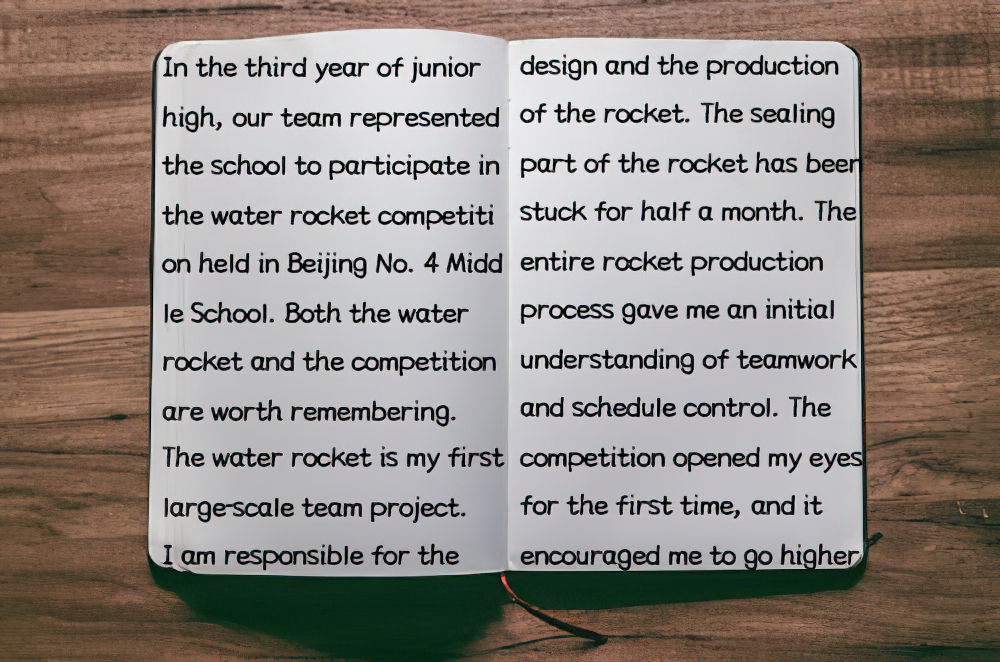 In the third year of junior
high, our team represented
the school to participate in
the water rocket competiti
on held in Beijing No. 4 Midd
le School. Both the water
rocket and the competition
are worth remembering.
The water rocket is my first
large-scale team project.
I am responsible for the
design and the production
of the rocket. The sealing
part of the rocket has been
stuck for half a month. The
entire rocket production
process gave me an initial
understanding of teamwork
and schedule control. The
competition opened my eyes
for the first time, and it
encouraged me to go higher